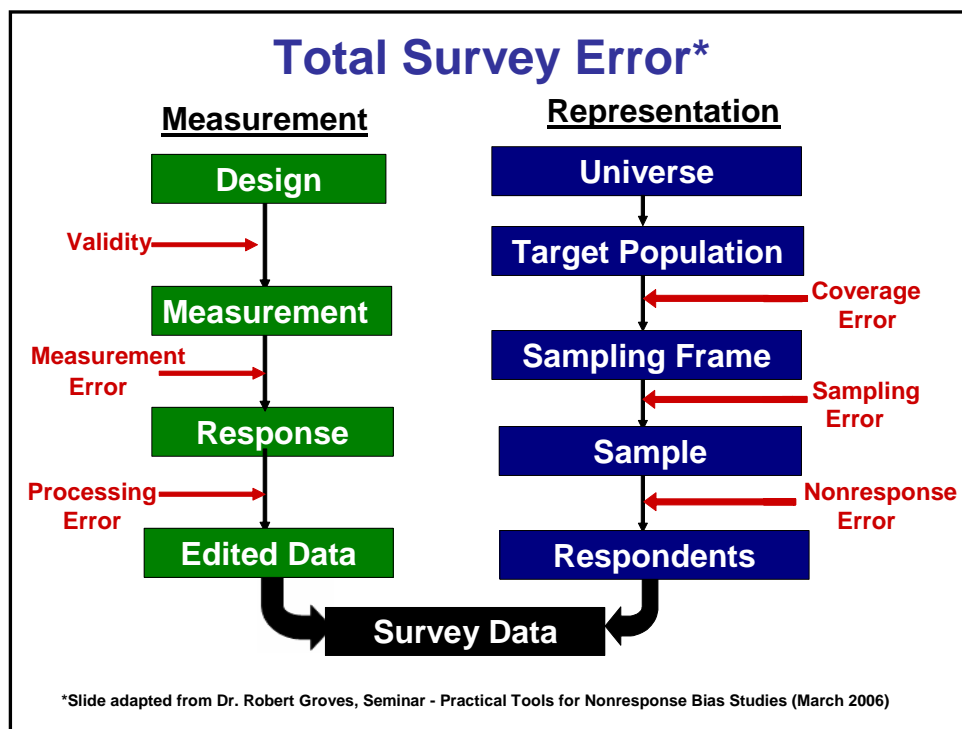 Total Survey Error*
Measurement
Design
Validity
Measurement
Measurement
Error
Response
Processing
Error
Edited Data
Representation
Universe
Target Population
Coverage
Error
Sampling Frame
Sampling
Error
Sample
Nonresponse
Error
Respondents
Survey Data
*Slide adapted from Dr. Robert Groves, Seminar - Practical Tools for Nonresponse Bias Studies (March 2006)